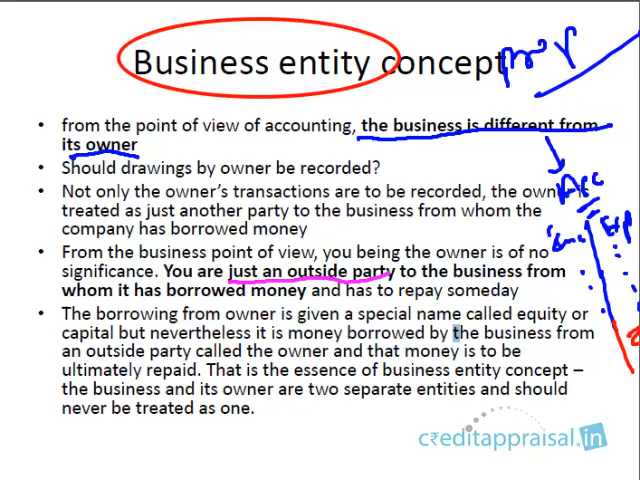 Business entity concept
• from the point of view of accounting, the business is different from
its owner
• Should drawings by owner be recorded?
• Not only the owner's transactions are to be recorded, the owner is
treated as just another party to the business from whom the
company has borrowed money
• From the business point of view, you being the owner is of no
significance. You are just an outside party to the business from
whom it has borrowed money and has to repay someday
• The borrowing from owner is given a special name called equity or
capital but nevertheless it is money borrowed by the business from
an outside party called the owner and that money is to be
ultimately repaid. That is the essence of business entity concept –
the business and its owner are two separate entities and should
never be treated as one.
Acc
Exp
c₹editappraisal.in